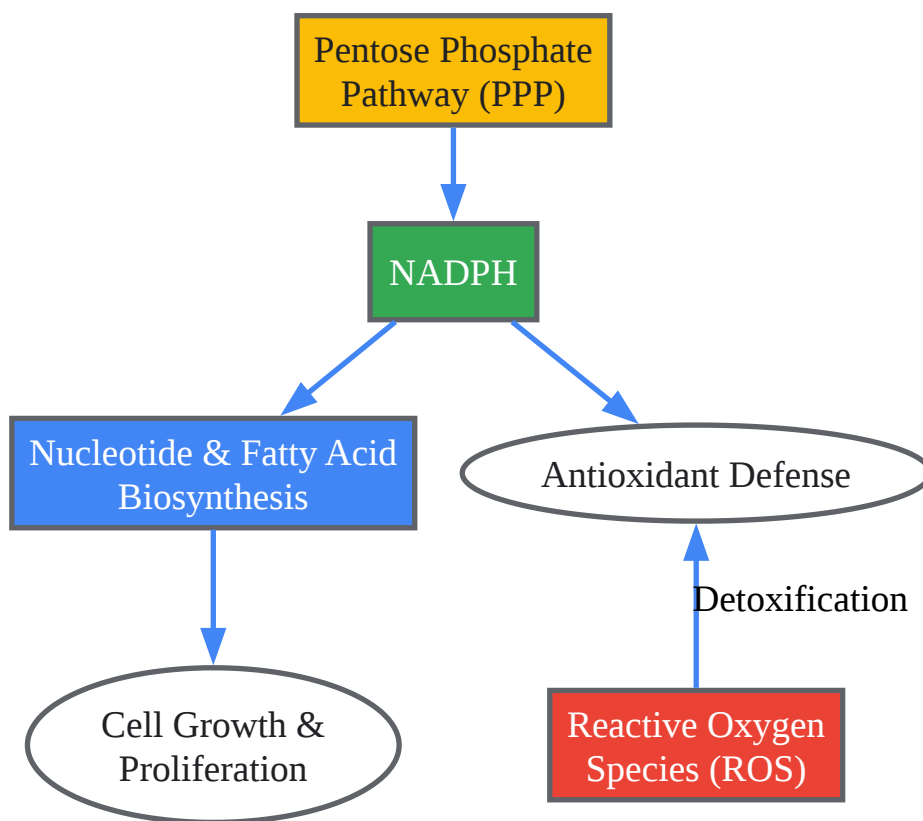 Pentose Phosphate
Pathway (PPP)
NADPH
Nucleotide & Fatty Acid
Biosynthesis
Antioxidant Defense
Detoxification
Cell Growth &
Proliferation
Reactive Oxygen
Species (ROS)